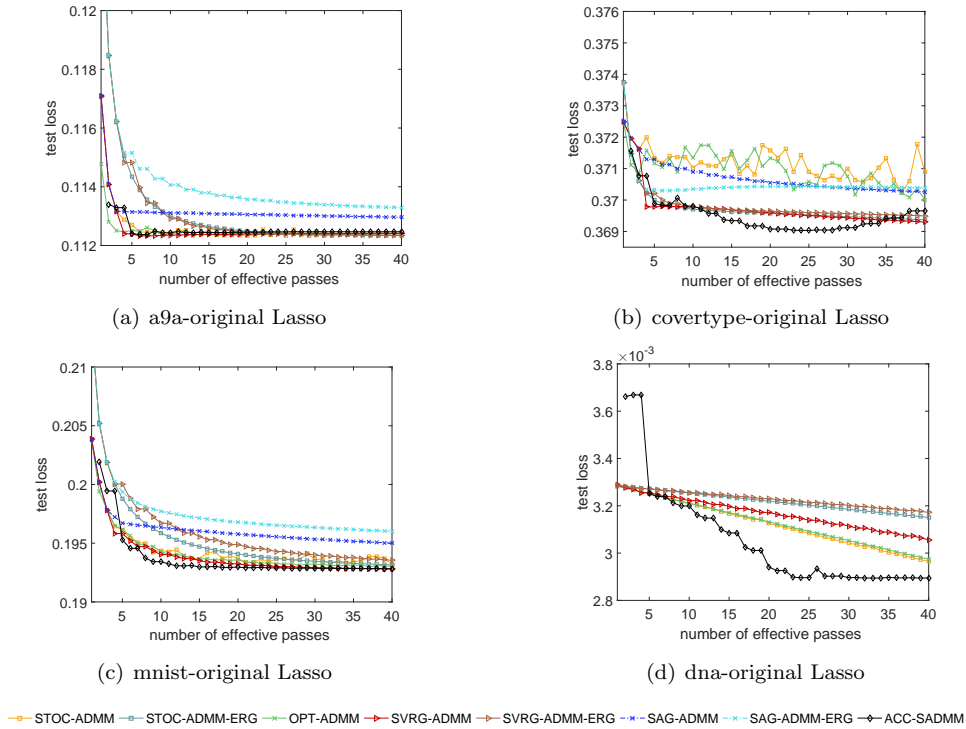 0.12
0.118
0.116
0.114
0.112
test loss
5 10 15 20 25 30 35 40
number of effective passes
(a) a9a-original Lasso
0.376
0.375
0.374
0.372
0.371
0.37
0.369
test loss
5 10 15 20 25 30 35 40
number of effective passes
(b) covertype-original Lasso
0.21
0.205
0.2
0.195
0.19
test loss
5 10 15 20 25 30 35 40
number of effective passes
(c) mnist-original Lasso
×10-3
3.8
3.6
3.4
3.2
3
2.8
test loss
5 10 15 20 25 30 35 40
number of effective passes
(d) dna-original Lasso
STOC-ADMM STOC-ADMM-ERG OPT-ADMM SVRG-ADMM SVRG-ADMM-ERG SAG-ADMM SAG-ADMM-ERG ACC-SADMM